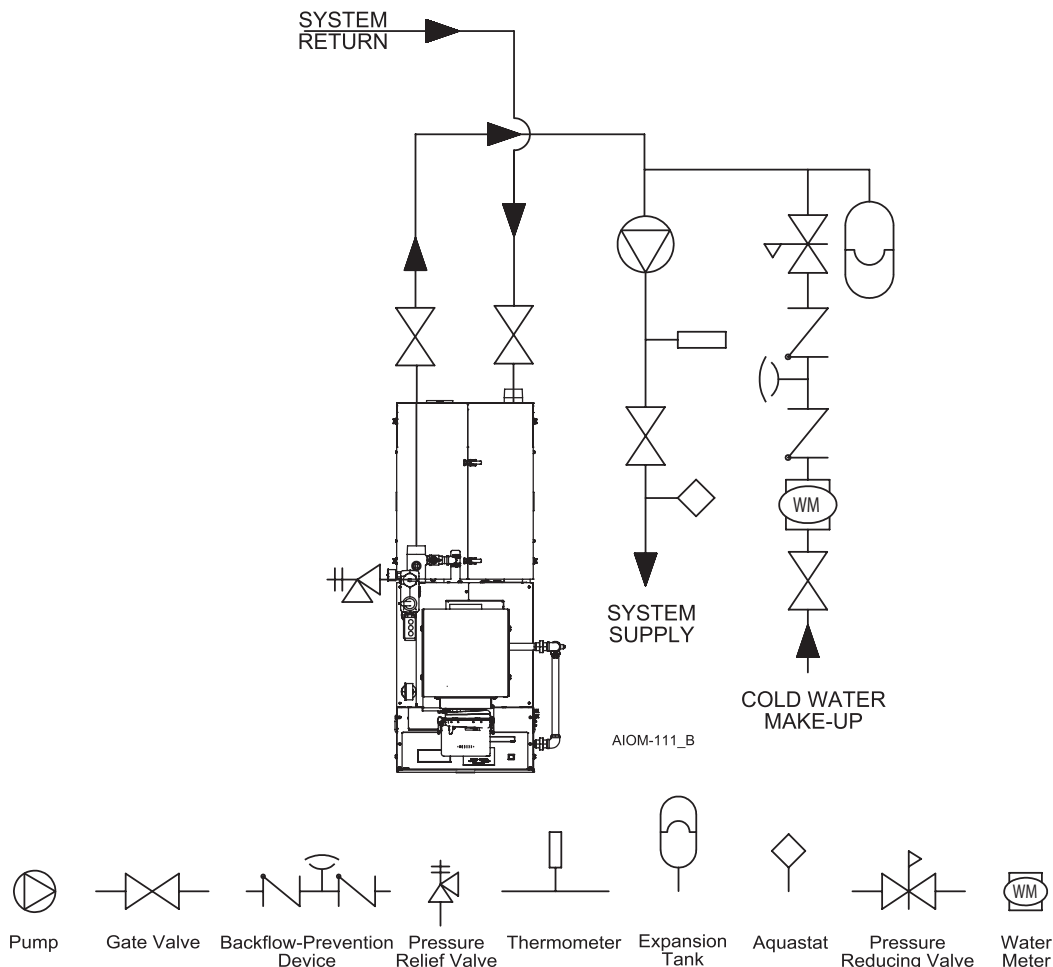 SYSTEM
RETURN
WM
SYSTEM
SUPPLY
COLD WATER
MAKE-UP
AIOM-111_B
WM
Pump
Gate Valve
Backflow-Prevention
Device
Pressure
Relief Valve
Thermometer
Expansion
Tank
Aquastat
Pressure
Reducing Valve
Water
Meter